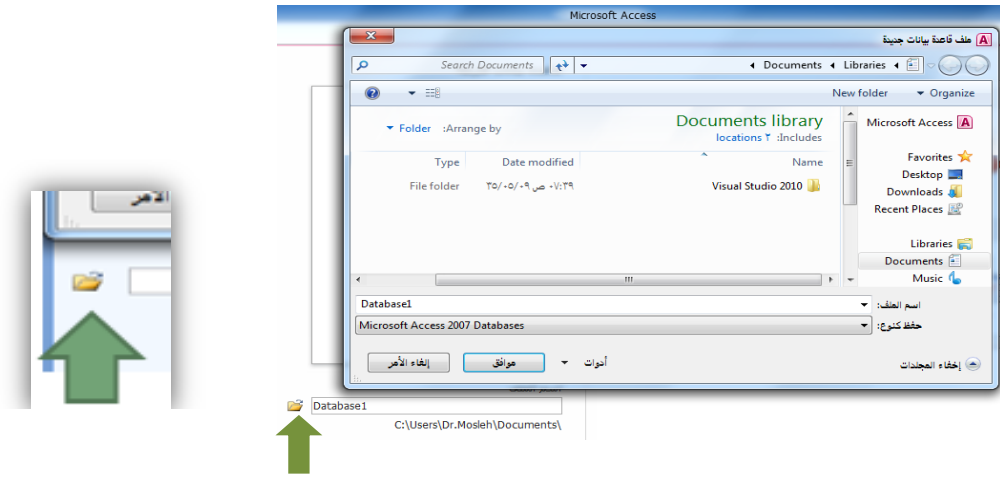 Microsoft Access
ملف قاعدة بيانات جديدة
Libraries
Documents
Search Documents
Organize
New folder
Microsoft Access
Favorites
Desktop
Downloads
Recent Places
Libraries
Documents
Music
Documents library
Includes: ٢ locations
Arrange by: Folder
Name
Date modified
Type
Visual Studio 2010
٣٥/٠٥/٠٩ ص ٠٧:٣٩
File folder
اسم الملف:
Database1
حفظ كنوع:
Microsoft Access 2007 Databases
إخفاء المجلدات
أدوات
موافق
إلغاء الأمر
Database1
C:\Users\Dr.Mosleh\Documents\
الأمر